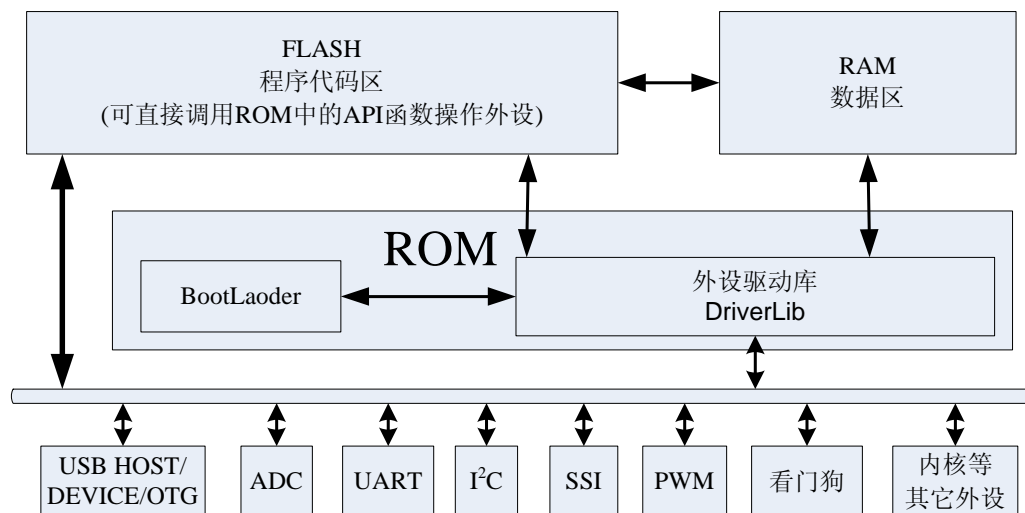 FLASH
程序代码区
(可直接调用ROM中的API函数操作外设)
RAM
数据区
ROM
BootLaoder
外设驱动库
DriverLib
USB HOST/
DEVICE/OTG
ADC
UART
I²C
SSI
PWM
看门狗
内核等
其它外设